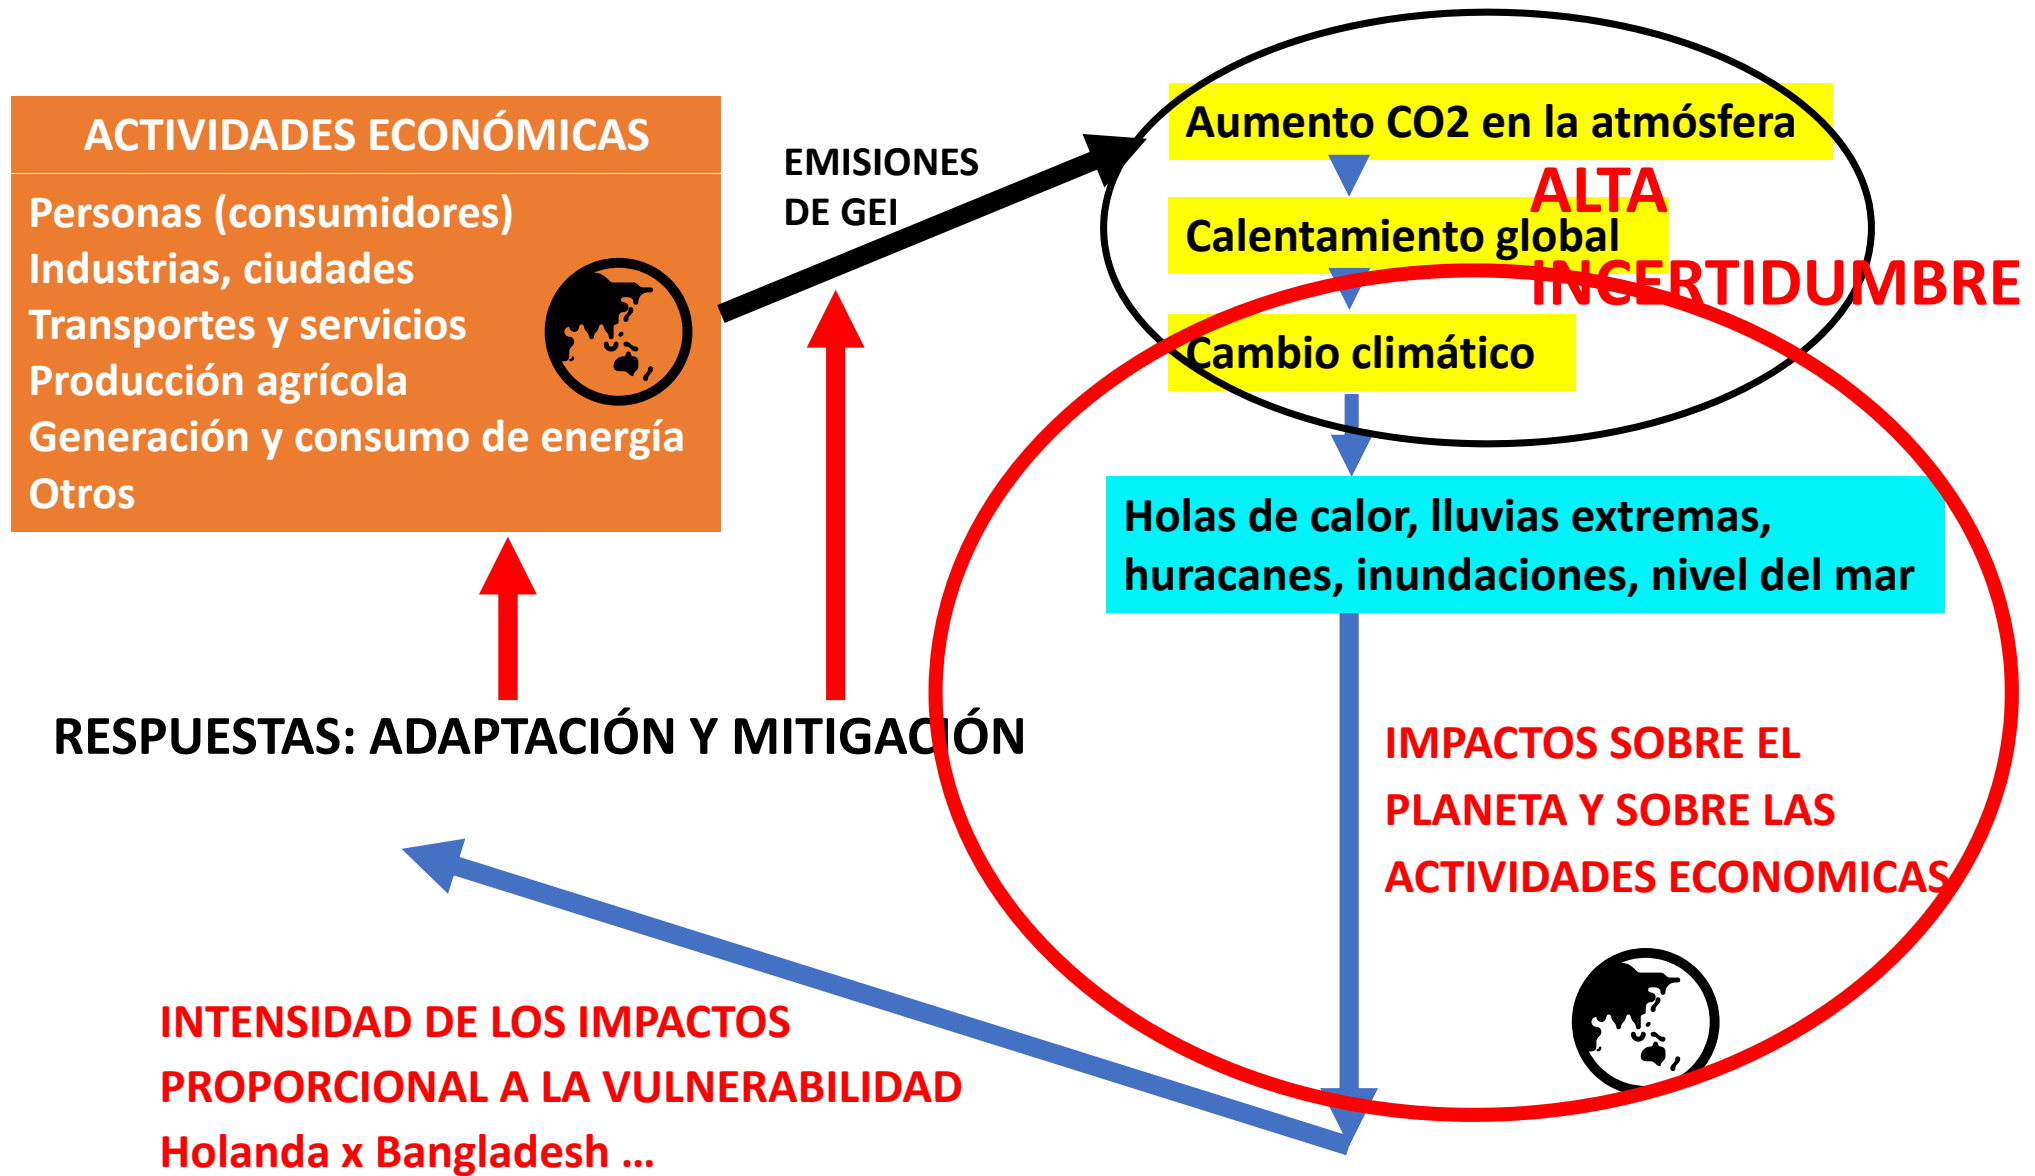 ACTIVIDADES ECONÓMICAS
Personas (consumidores)
Industrias, ciudades
Transportes y servicios
Producción agrícola
Generación y consumo de energía
Otros
EMISIONES
DE GEI
Aumento CO2 en la atmósfera
Calentamiento global
Cambio climático
ALTA
INCERTIDUMBRE
Holas de calor, lluvias extremas,
huracanes, inundaciones, nivel del mar
RESPUESTAS: ADAPTACIÓN Y MITIGACIÓN
IMPACTOS SOBRE EL
PLANETA Y SOBRE LAS
ACTIVIDADES ECONOMICAS
INTENSIDAD DE LOS IMPACTOS
PROPORCIONAL A LA VULNERABILIDAD
Holanda x Bangladesh ...